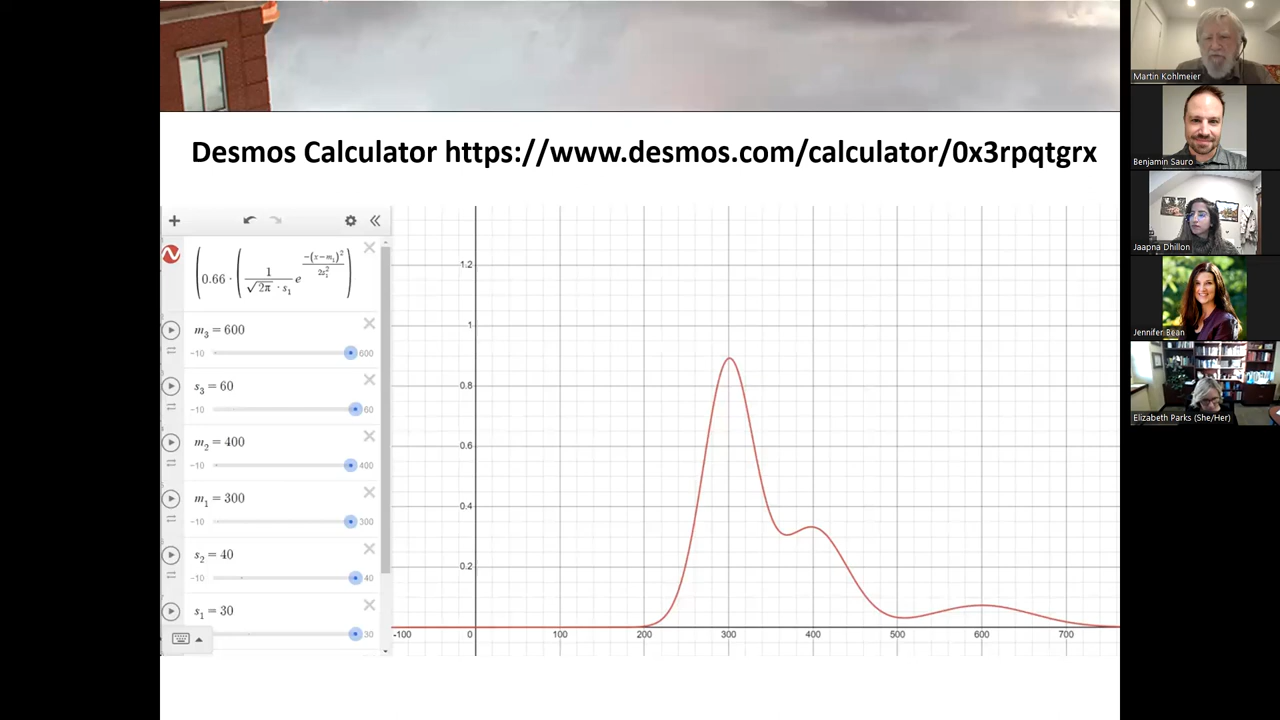 Desmos Calculator https://www.desmos.com/calculator/0x3rpqtgrx
(0.66 · (1/(√2π · s₁) e^(-(x-m₁)²/2s₁²))
m₃ = 600
-10 600
s₃ = 60
-10 60
m₂ = 400
-10 400
m₁ = 300
-10 300
s₂ = 40
-10 40
s₁ = 30
30
1.2
1
0.8
0.6
0.4
0.2
-100 0 100 200 300 400 500 600 700
Martin Kohlmeier
Benjamin Sauro
Jaapna Dhillon
Jennifer Bean
Elizabeth Parks (She/Her)